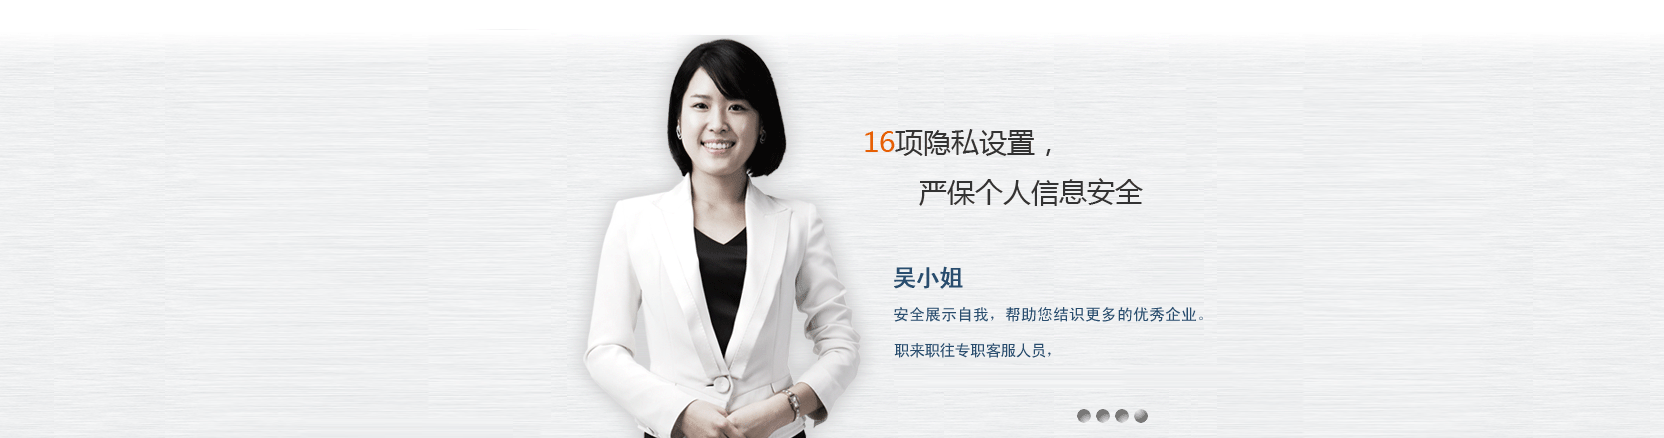 16项隐私设置，
严保个人信息安全
吴小姐
安全展示自我，帮助您结识更多的优秀企业。
职来职往专职客服人员，